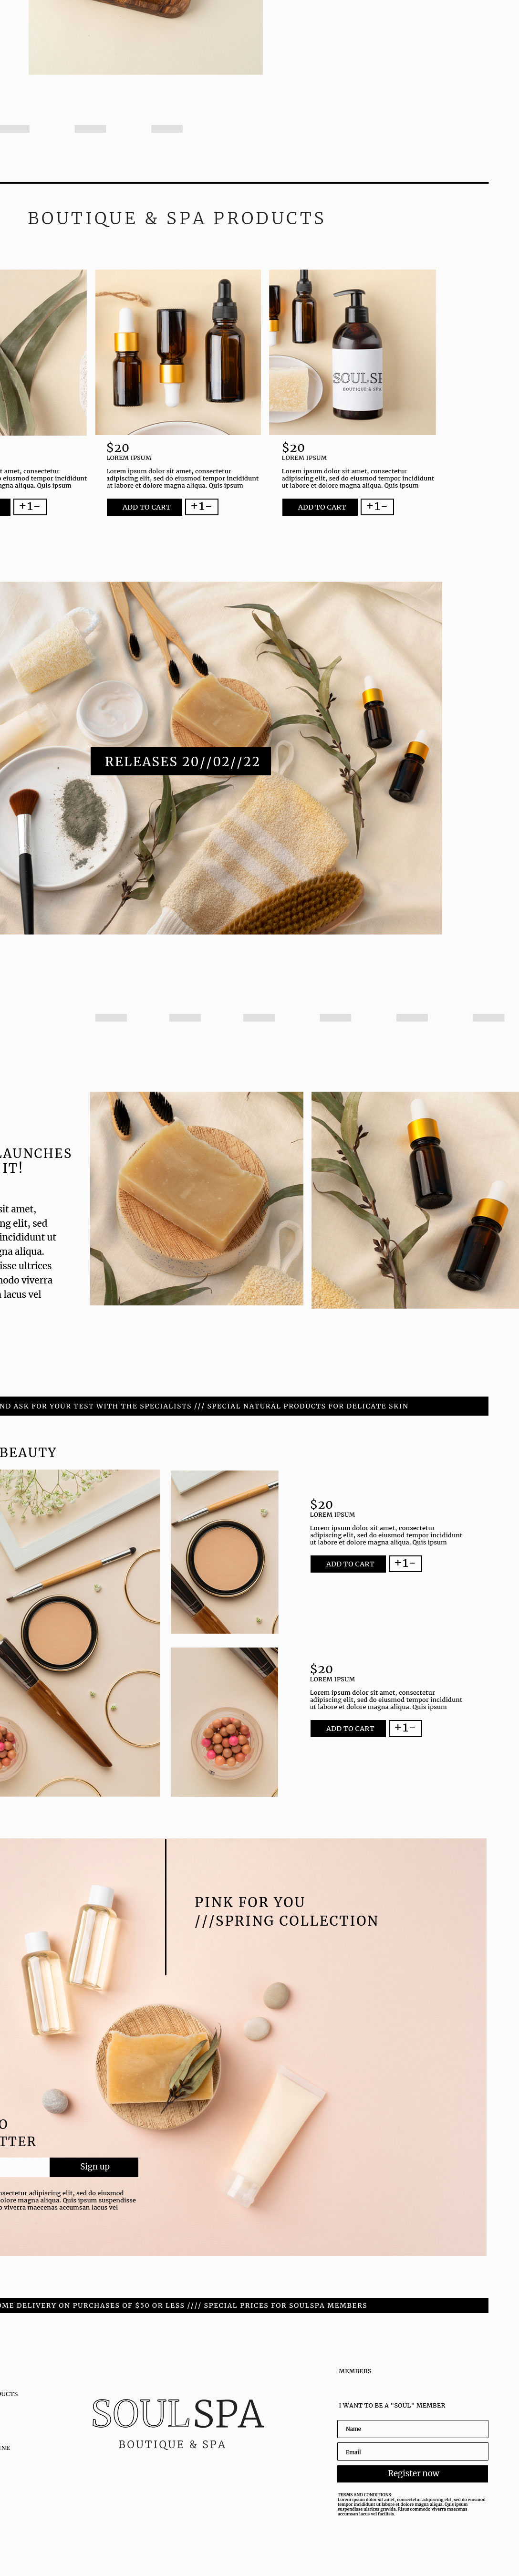 BOUTIQUE & SPA PRODUCTS
SOULSP
BOUTIQUE & SPA
$20
LOREM IPSUM
$20
LOREM IPSUM
t amet, consectetur
o eiusmod tempor incididunt
agna aliqua. Quis ipsum
Lorem ipsum dolor sit amet, consectetur
adipiscing elit, sed do eiusmod tempor incididunt
ut labore et dolore magna aliqua. Quis ipsum
Lorem ipsum dolor sit amet, consectetur
adipiscing elit, sed do eiusmod tempor incididunt
ut labore et dolore magna aliqua. Quis ipsum
+1-
ADD TO CART +1-
ADD TO CART +1-
RELEASES 20//02//22
LAUNCHES
IT!
sit amet,
ng elit, sed
incididunt ut
gna aliqua.
isse ultrices
modo viverra
n lacus vel
ND ASK FOR YOUR TEST WITH THE SPECIALISTS /// SPECIAL NATURAL PRODUCTS FOR DELICATE SKIN
BEAUTY
$20
LOREM IPSUM
Lorem ipsum dolor sit amet, consectetur
adipiscing elit, sed do eiusmod tempor incididunt
ut labore et dolore magna aliqua. Quis ipsum
ADD TO CART +1-
$20
LOREM IPSUM
Lorem ipsum dolor sit amet, consectetur
adipiscing elit, sed do eiusmod tempor incididunt
ut labore et dolore magna aliqua. Quis ipsum
ADD TO CART +1-
PINK FOR YOU
///SPRING COLLECTION
O
TTER
Sign up
nsectetur adipiscing elit, sed do eiusmod
olore magna aliqua. Quis ipsum suspendisse
o viverra maecenas accumsan lacus vel
OME DELIVERY ON PURCHASES OF $50 OR LESS //// SPECIAL PRICES FOR SOULSPA MEMBERS
DUCTS
INE
SOULSPA
BOUTIQUE & SPA
MEMBERS
I WANT TO BE A "SOUL" MEMBER
Name
Email
Register now
TERMS AND CONDITIONS:
Lorem ipsum dolor sit amet, consectetur adipiscing elit, sed do eiusmod
tempor incididunt ut labore et dolore magna aliqua. Quis ipsum
suspendisse ultrices gravida. Risus commodo viverra maecenas
accumsan lacus vel facilisis.